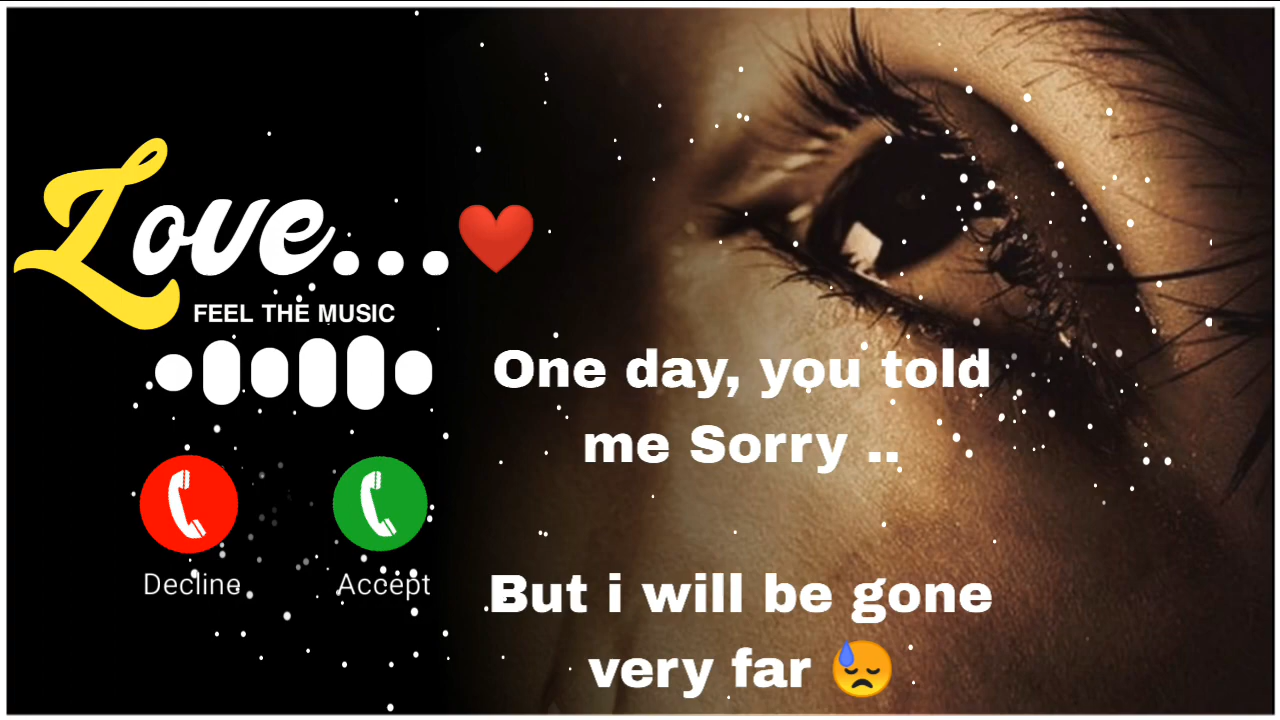 Love...❤️
FEEL THE MUSIC
Decline
Accept
One day, you told
me Sorry ..
But i will be gone
very far 😓